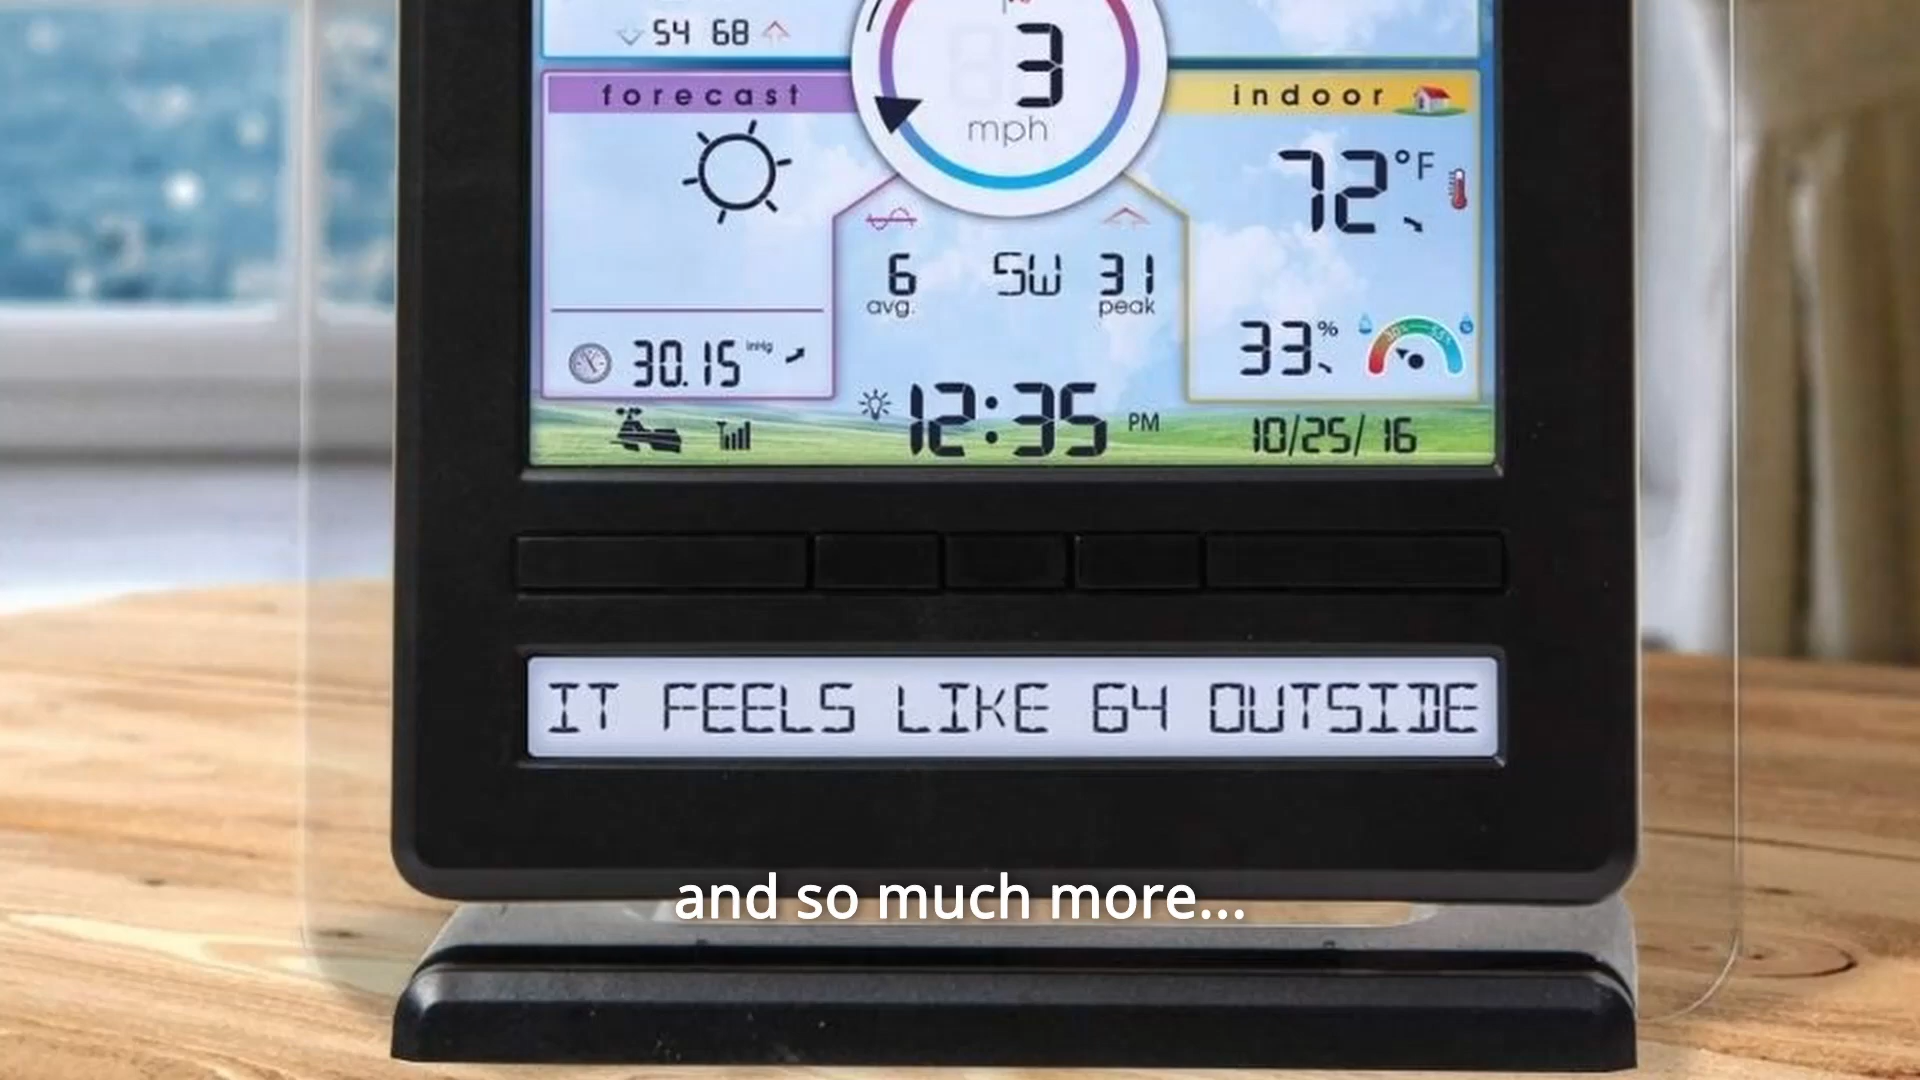 54 68
3
mph
forecast
indoor
72°F
6 SW 31
avg. peak
33%
30.15 inHg
12:35 PM
10/25/16
IT FEELS LIKE 64 OUTSIDE
and so much more...